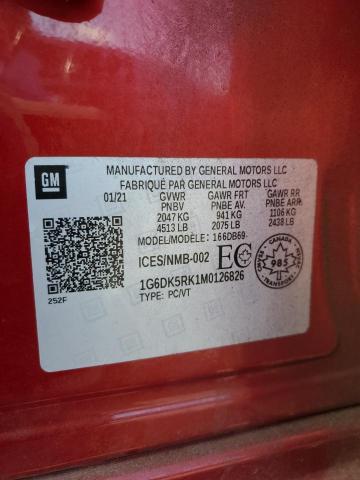 GM
MANUFACTURED BY GENERAL MOTORS LLC
FABRIQUÉ PAR GENERAL MOTORS LLC
01/21 GVWR GAWR FRT GAWR RR
PNBV PNBE AV. PNBE ARR.
2047 KG 941 KG 1106 KG
4513 LB 2075 LB 2438 LB
MODEL/MODÈLE: 166DB69
ICES/NMB-002 EC
CANADA
985
1G6DK5RK1M0126826
TYPE: PC/VT
252F